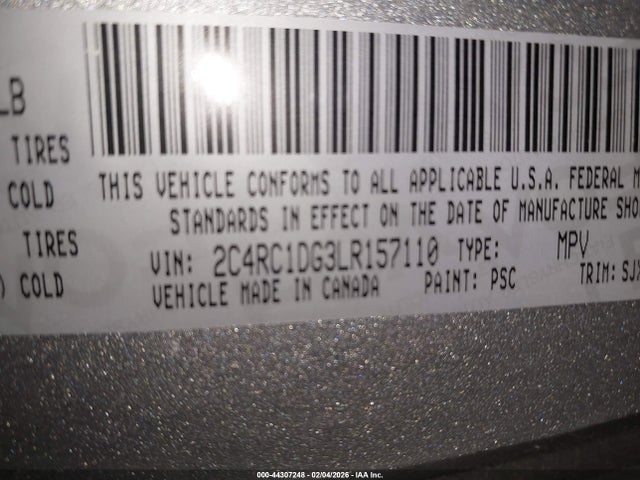 LB
TIRES
COLD
TIRES
) COLD
THIS VEHICLE CONFORMS TO ALL APPLICABLE U.S.A. FEDERAL M
STANDARDS IN EFFECT ON THE DATE OF MANUFACTURE SHO
VIN: 2C4RC1DG3LR157110 TYPE: MPV
VEHICLE MADE IN CANADA PAINT: PSC TRIM: SJX
000-44307248 - 02/04/2026 - IAA Inc.